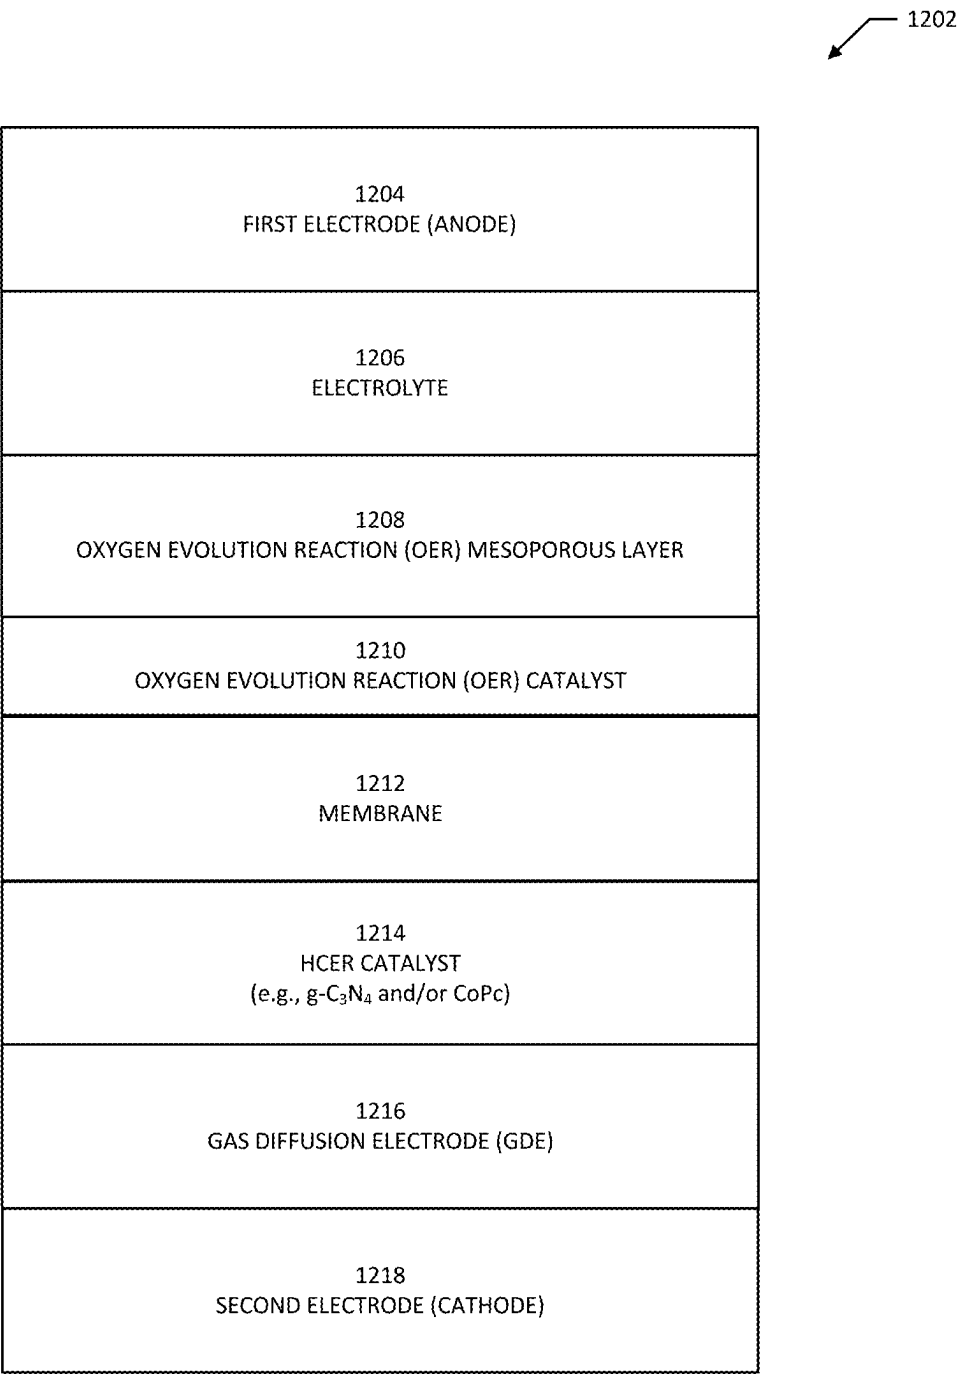 1202
1204
FIRST ELECTRODE (ANODE)
1206
ELECTROLYTE
1208
OXYGEN EVOLUTION REACTION (OER) MESOPOROUS LAYER
1210
OXYGEN EVOLUTION REACTION (OER) CATALYST
1212
MEMBRANE
1214
HCER CATALYST
(e.g., g-C₃N₄ and/or CoPc)
1216
GAS DIFFUSION ELECTRODE (GDE)
1218
SECOND ELECTRODE (CATHODE)